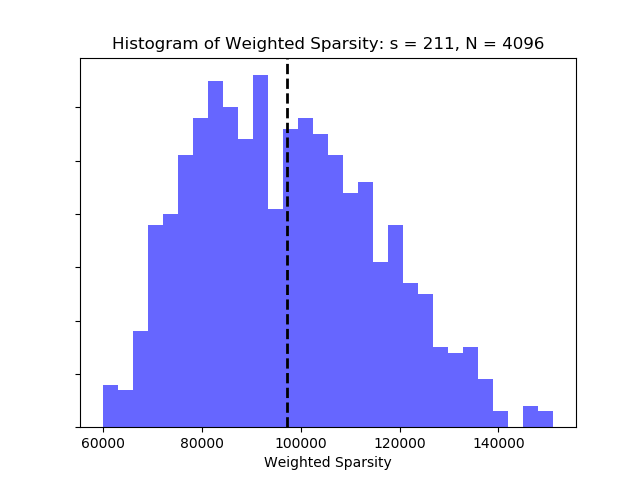 Histogram of Weighted Sparsity: s = 211, N = 4096
60000 80000 100000 120000 140000
Weighted Sparsity